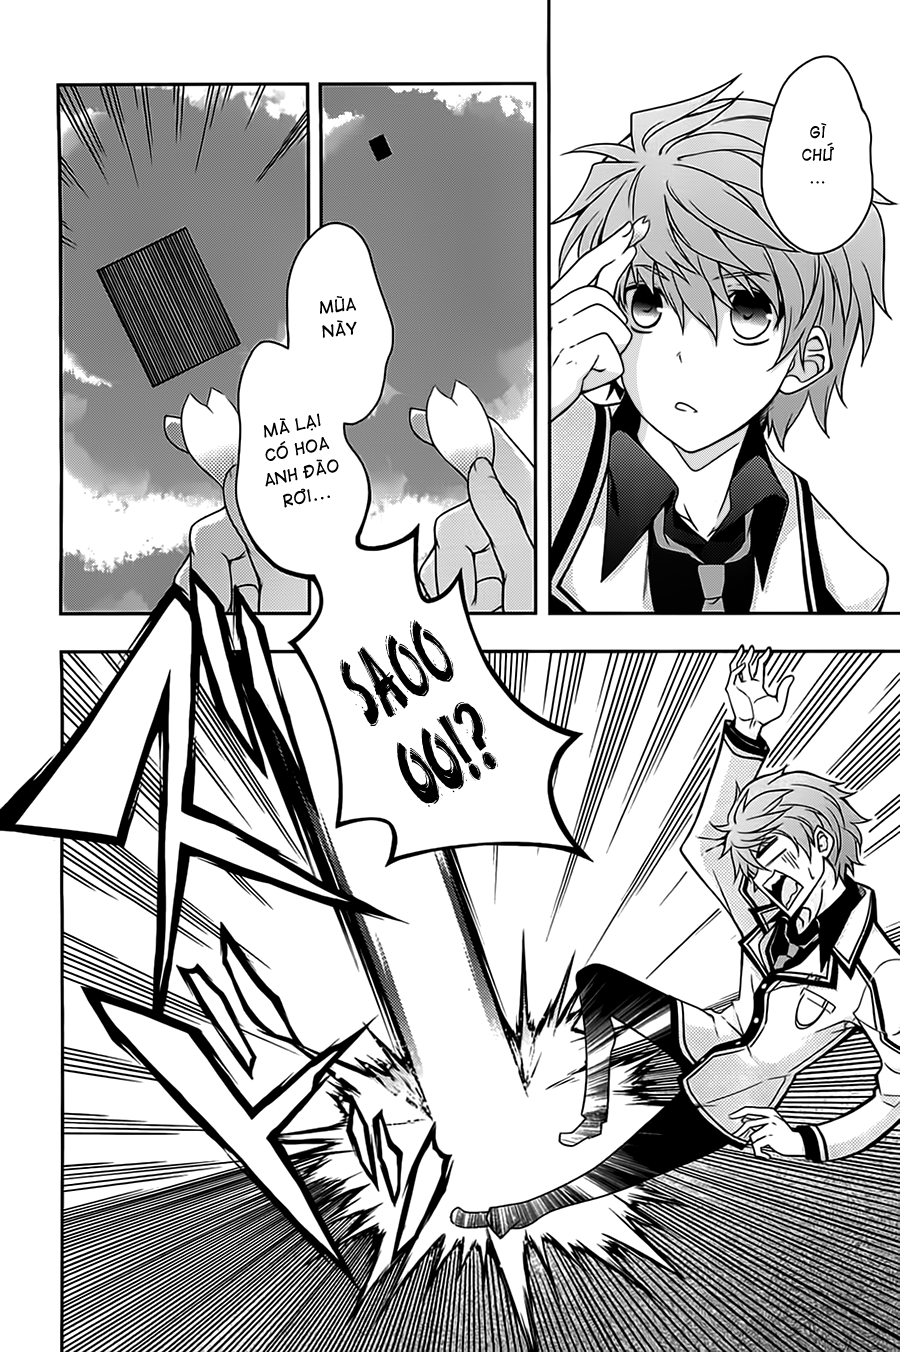 GÌ
CHỨ
...
MÙA
NÀY
MÀ LẠI
CÓ HOA
ANH ĐÀO
RƠI...
SAOO
OO!?